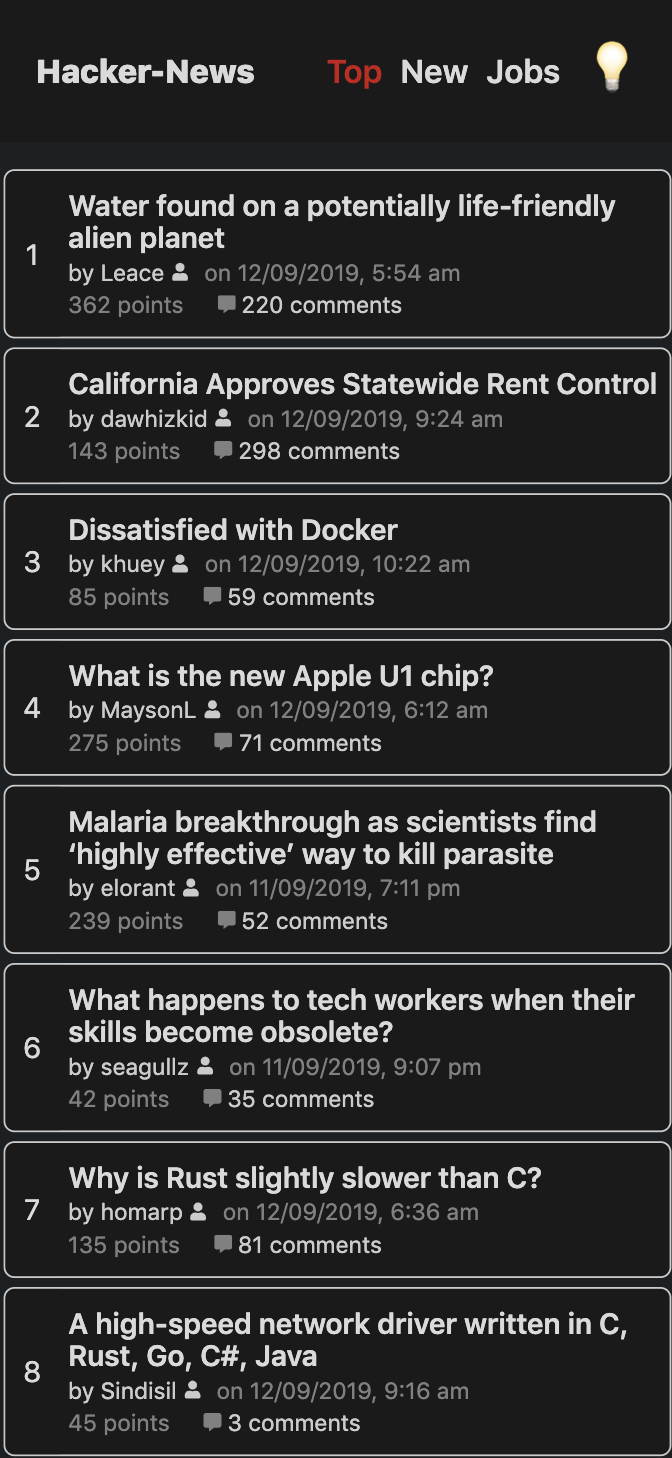 Hacker-News Top New Jobs
1
Water found on a potentially life-friendly
alien planet
by Leace on 12/09/2019, 5:54 am
362 points 220 comments
2
California Approves Statewide Rent Control
by dawhizkid on 12/09/2019, 9:24 am
143 points 298 comments
3
Dissatisfied with Docker
by khuey on 12/09/2019, 10:22 am
85 points 59 comments
4
What is the new Apple U1 chip?
by MaysonL on 12/09/2019, 6:12 am
275 points 71 comments
5
Malaria breakthrough as scientists find
‘highly effective’ way to kill parasite
by elorant on 11/09/2019, 7:11 pm
239 points 52 comments
6
What happens to tech workers when their
skills become obsolete?
by seagullz on 11/09/2019, 9:07 pm
42 points 35 comments
7
Why is Rust slightly slower than C?
by homarp on 12/09/2019, 6:36 am
135 points 81 comments
8
A high-speed network driver written in C,
Rust, Go, C#, Java
by Sindisil on 12/09/2019, 9:16 am
45 points 3 comments